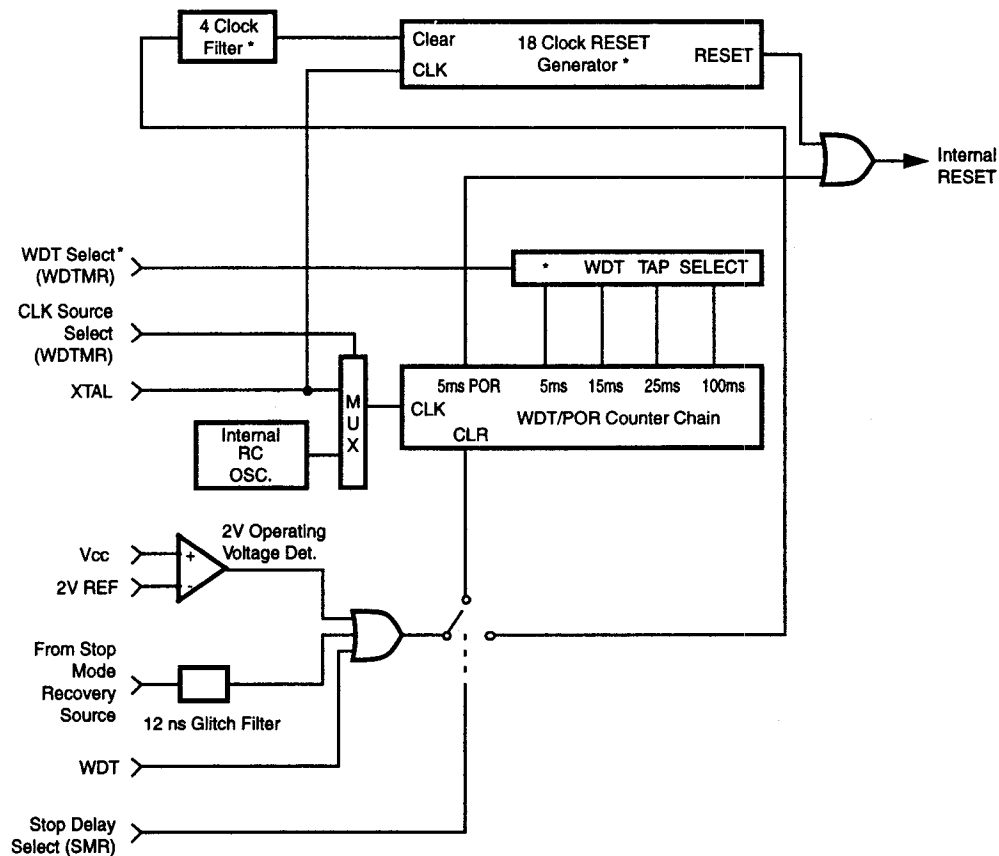 4 Clock
Filter *
Clear
CLK
18 Clock RESET
Generator *
RESET
Internal
RESET
WDT Select*
(WDTMR)
* WDT TAP SELECT
CLK Source
Select
(WDTMR)
XTAL
MUX
5ms POR 5ms 15ms 25ms 100ms
CLK
WDT/POR Counter Chain
CLR
Internal
RC
OSC.
2V Operating
Voltage Det.
Vcc
+
2V REF
-
From Stop
Mode
Recovery
Source
12 ns Glitch Filter
WDT
Stop Delay
Select (SMR)